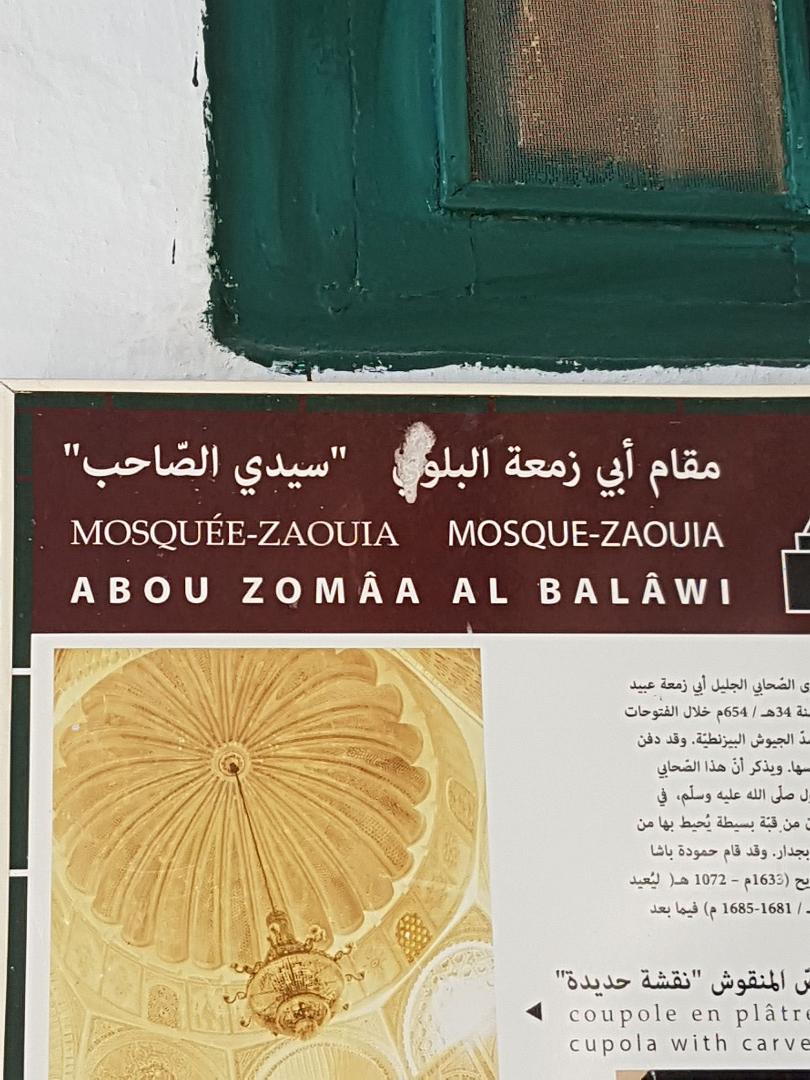 مقام أبي زمعة البلوي "سيدي الصّاحب"
MOSQUÉE-ZAOUIA MOSQUE-ZAOUIA
ABOU ZOMÂA AL BALÂWI
الصّحابي الجليل أبي زمعة عبيد
34هـ / 654م خلال الفتوحات
الجيوش البيزنطيّة. وقد دفن
ويذكر أنّ هذا الصّحابي
صلّى الله عليه وسلّم، في
من قبّة بسيطة يُحيط بها من
بجدار. وقد قام حمودة باشا
(1633م – 1072 هـ( ليُعيد
/ 1681-1685 م) فيما بعد
المنقوش "نقشة حديدة"
coupole en plâtre
cupola with carve